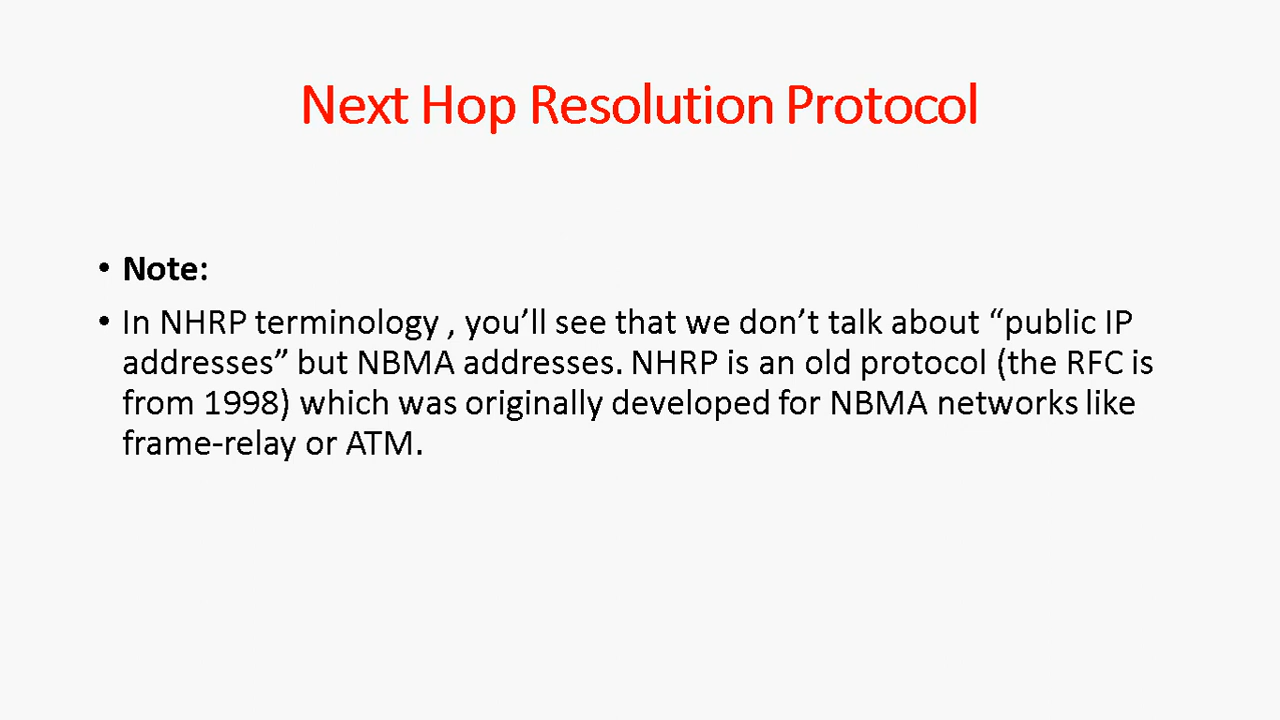 Next Hop Resolution Protocol
• Note:
• In NHRP terminology , you’ll see that we don’t talk about “public IP
addresses” but NBMA addresses. NHRP is an old protocol (the RFC is
from 1998) which was originally developed for NBMA networks like
frame-relay or ATM.